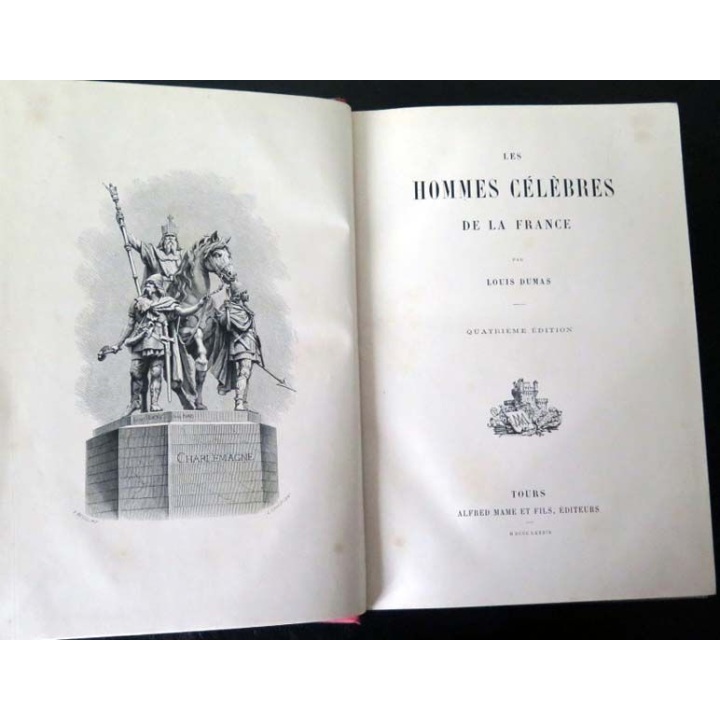 CHARLEMAGNE
LES
HOMMES CÉLÈBRES
DE LA FRANCE
PAR
LOUIS DUMAS
QUATRIÈME ÉDITION
TOURS
ALFRED MAME ET FILS, ÉDITEURS